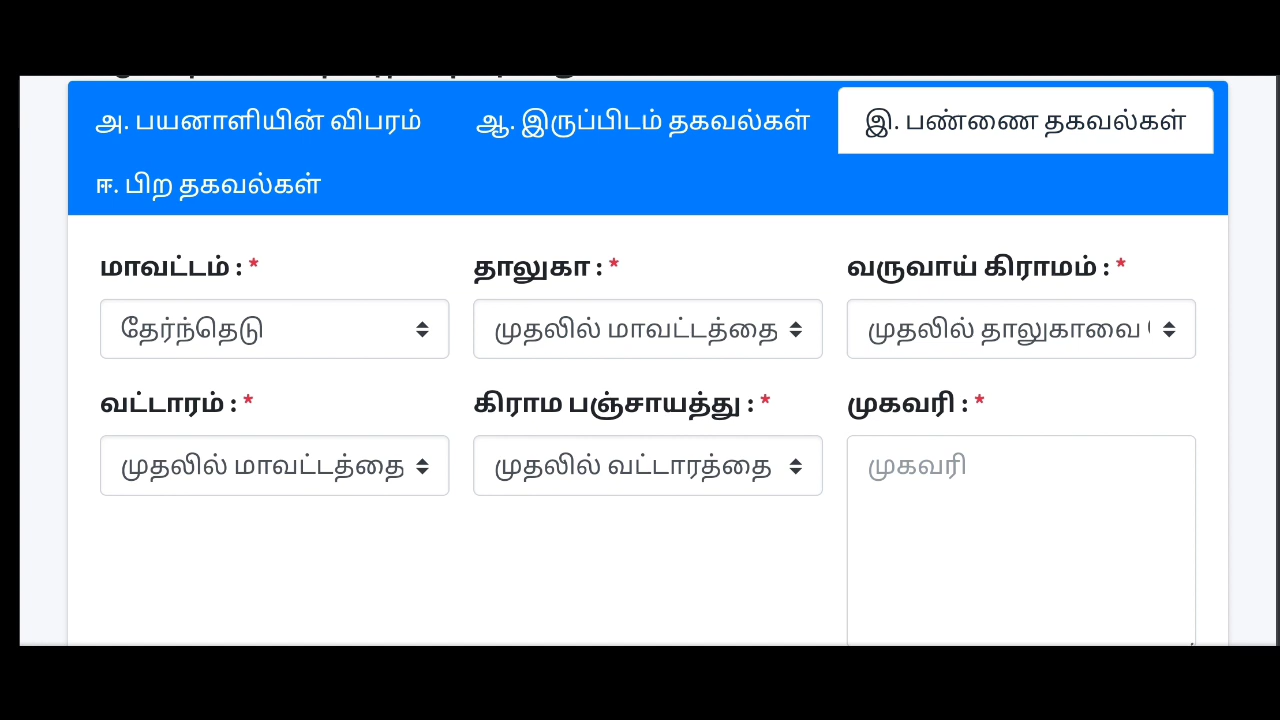 அ. பயனாளியின் விபரம் ஆ. இருப்பிடம் தகவல்கள் இ. பண்ணை தகவல்கள்
ஈ. பிற தகவல்கள்
மாவட்டம் : * தாலுகா : * வருவாய் கிராமம் : *
தேர்ந்தெடு முதலில் மாவட்டத்தை முதலில் தாலுகாவை
வட்டாரம் : * கிராம பஞ்சாயத்து : * முகவரி : *
முதலில் மாவட்டத்தை முதலில் வட்டாரத்தை முகவரி